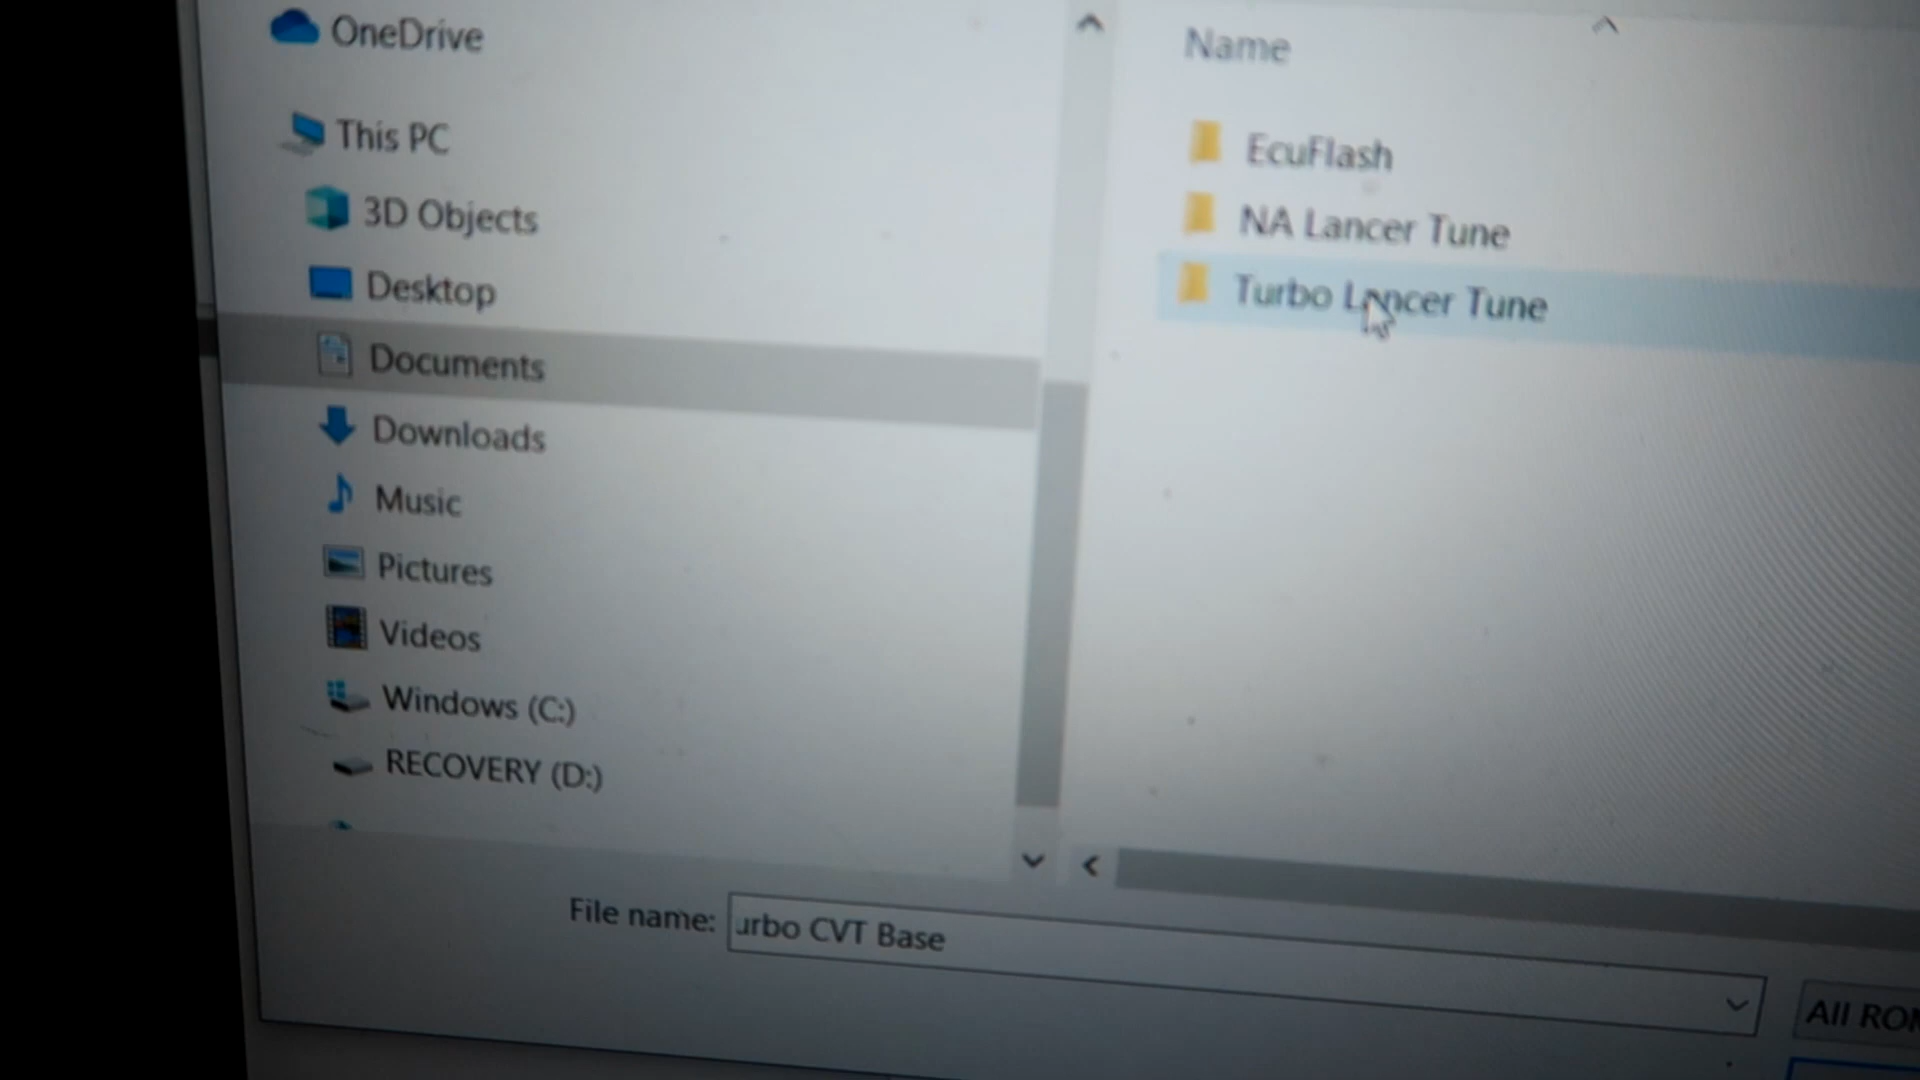 OneDrive
This PC
3D Objects
Desktop
Documents
Downloads
Music
Pictures
Videos
Windows (C:)
RECOVERY (D:)
Name
EcuFlash
NA Lancer Tune
Turbo Lancer Tune
File name:
urbo CVT Base
All